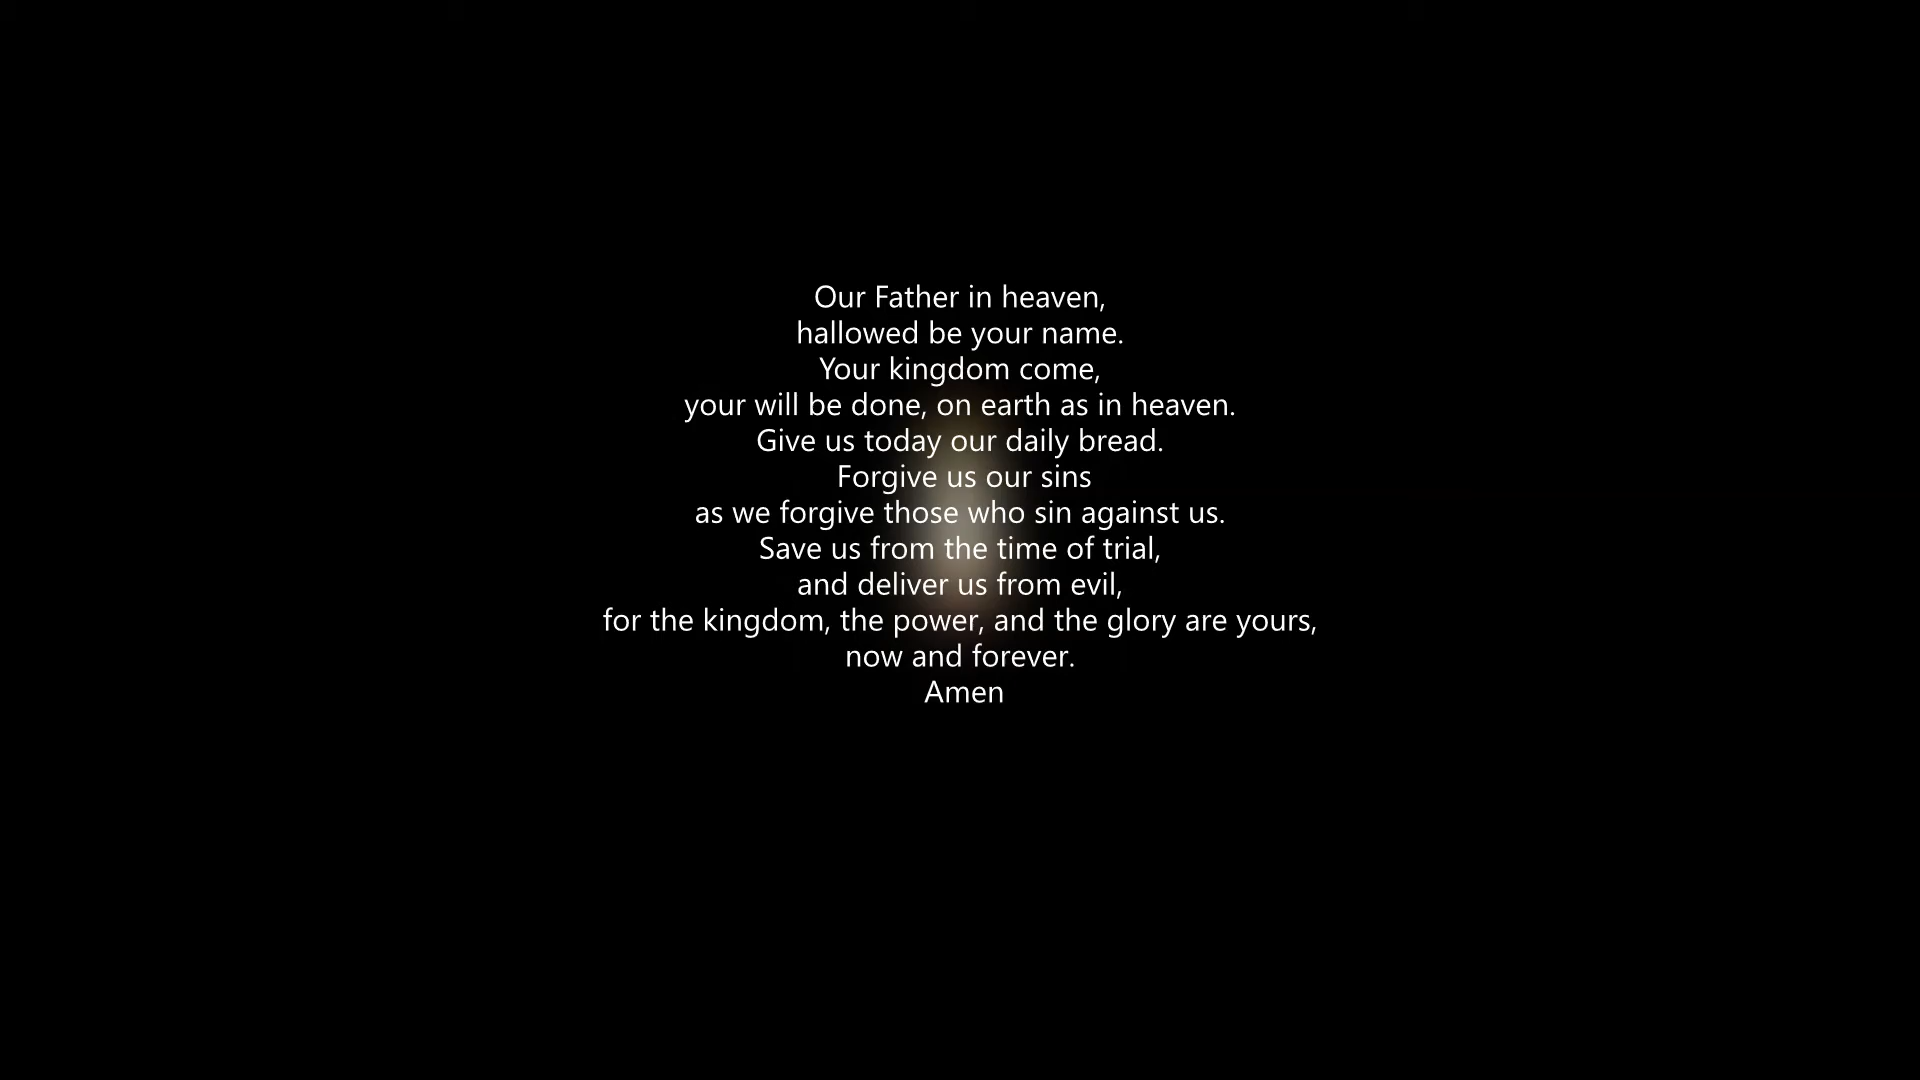 Our Father in heaven,
hallowed be your name.
Your kingdom come,
your will be done, on earth as in heaven.
Give us today our daily bread.
Forgive us our sins
as we forgive those who sin against us.
Save us from the time of trial,
and deliver us from evil,
for the kingdom, the power, and the glory are yours,
now and forever.
Amen